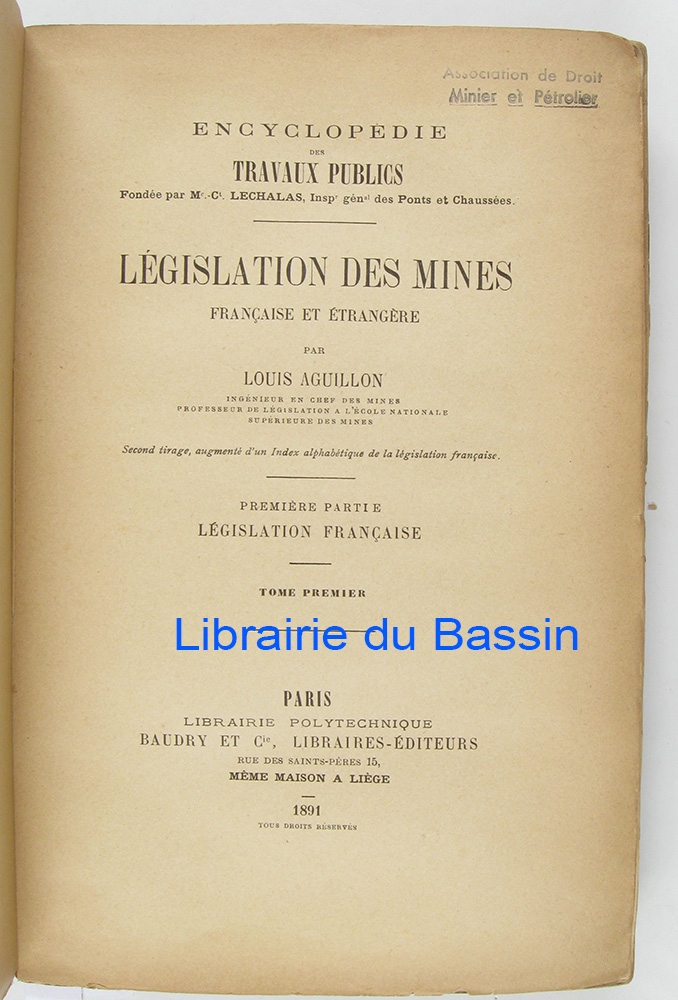 Association de Droit
Minier et Pétrolier
ENCYCLOPÉDIE
DES
TRAVAUX PUBLICS
Fondée par Mr.-Ct. LECHALAS, Inspr génal des Ponts et Chaussées.
LÉGISLATION DES MINES
FRANÇAISE ET ÉTRANGÈRE
PAR
LOUIS AGUILLON
INGÉNIEUR EN CHEF DES MINES
PROFESSEUR DE LÉGISLATION A L'ÉCOLE NATIONALE
SUPÉRIEURE DES MINES
Second tirage, augmenté d'un Index alphabétique de la législation française.
PREMIÈRE PARTIE
LÉGISLATION FRANÇAISE
TOME PREMIER
Librairie du Bassin
PARIS
LIBRAIRIE POLYTECHNIQUE
BAUDRY ET Cie, LIBRAIRES-ÉDITEURS
RUE DES SAINTS-PÈRES 15,
MÊME MAISON A LIÈGE
1891
TOUS DROITS RÉSERVÉS